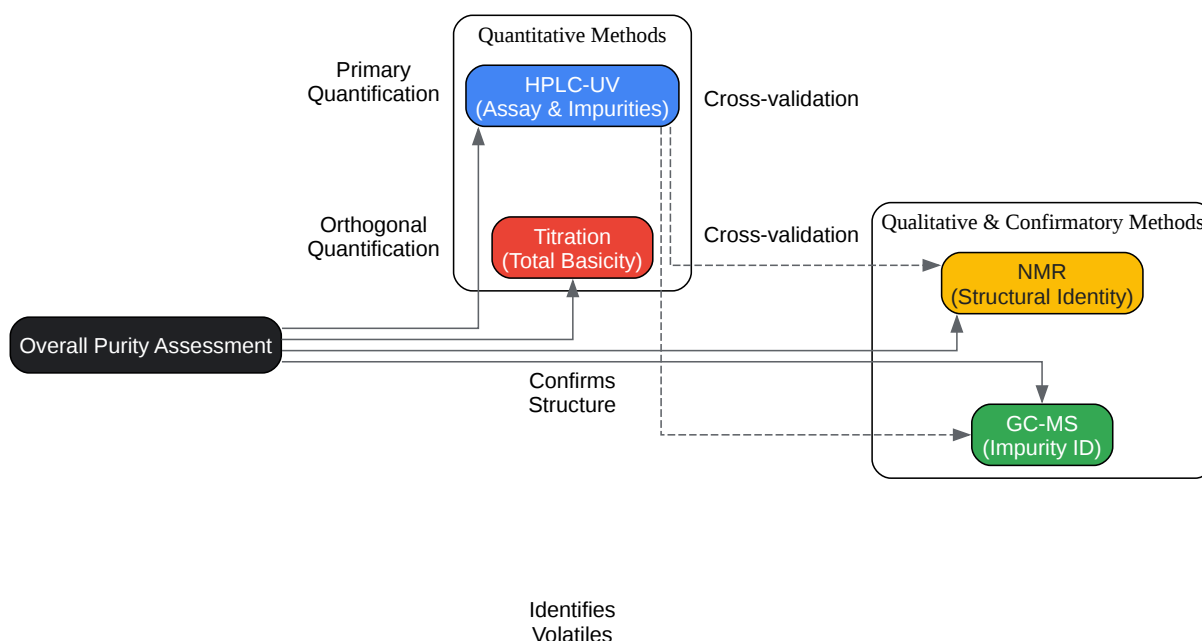 Quantitative Methods
Primary
Quantification
HPLC-UV
(Assay & Impurities)
Cross-validation
Orthogonal
Quantification
Titration
(Total Basicity)
Cross-validation
Qualitative & Confirmatory Methods
NMR
(Structural Identity)
Overall Purity Assessment
Confirms
Structure
GC-MS
(Impurity ID)
Identifies
Volatiles